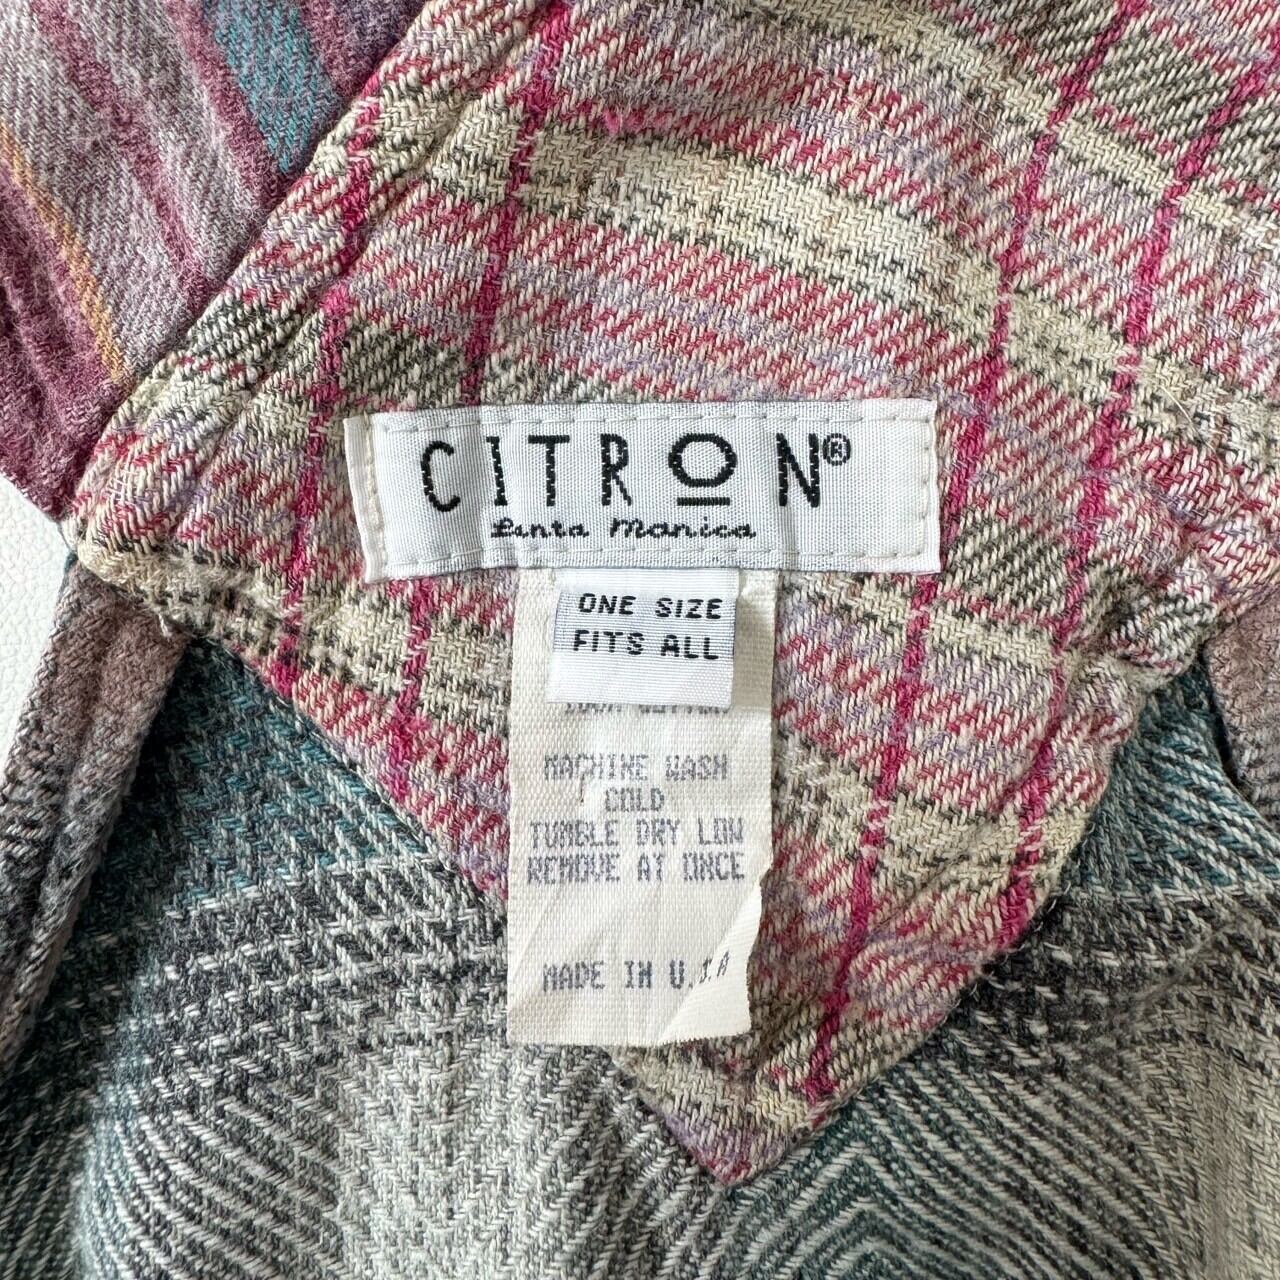 CITRON®
Santa Monica
ONE SIZE
FITS ALL
MACHINE WASH
COLD
TUMBLE DRY LOW
REMOVE AT ONCE
MADE IN U.S.A